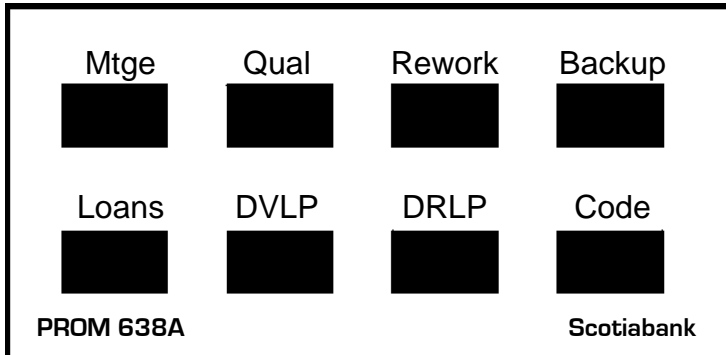 Mtge Qual Rework Backup
Loans DVLP DRLP Code
PROM 638A Scotiabank